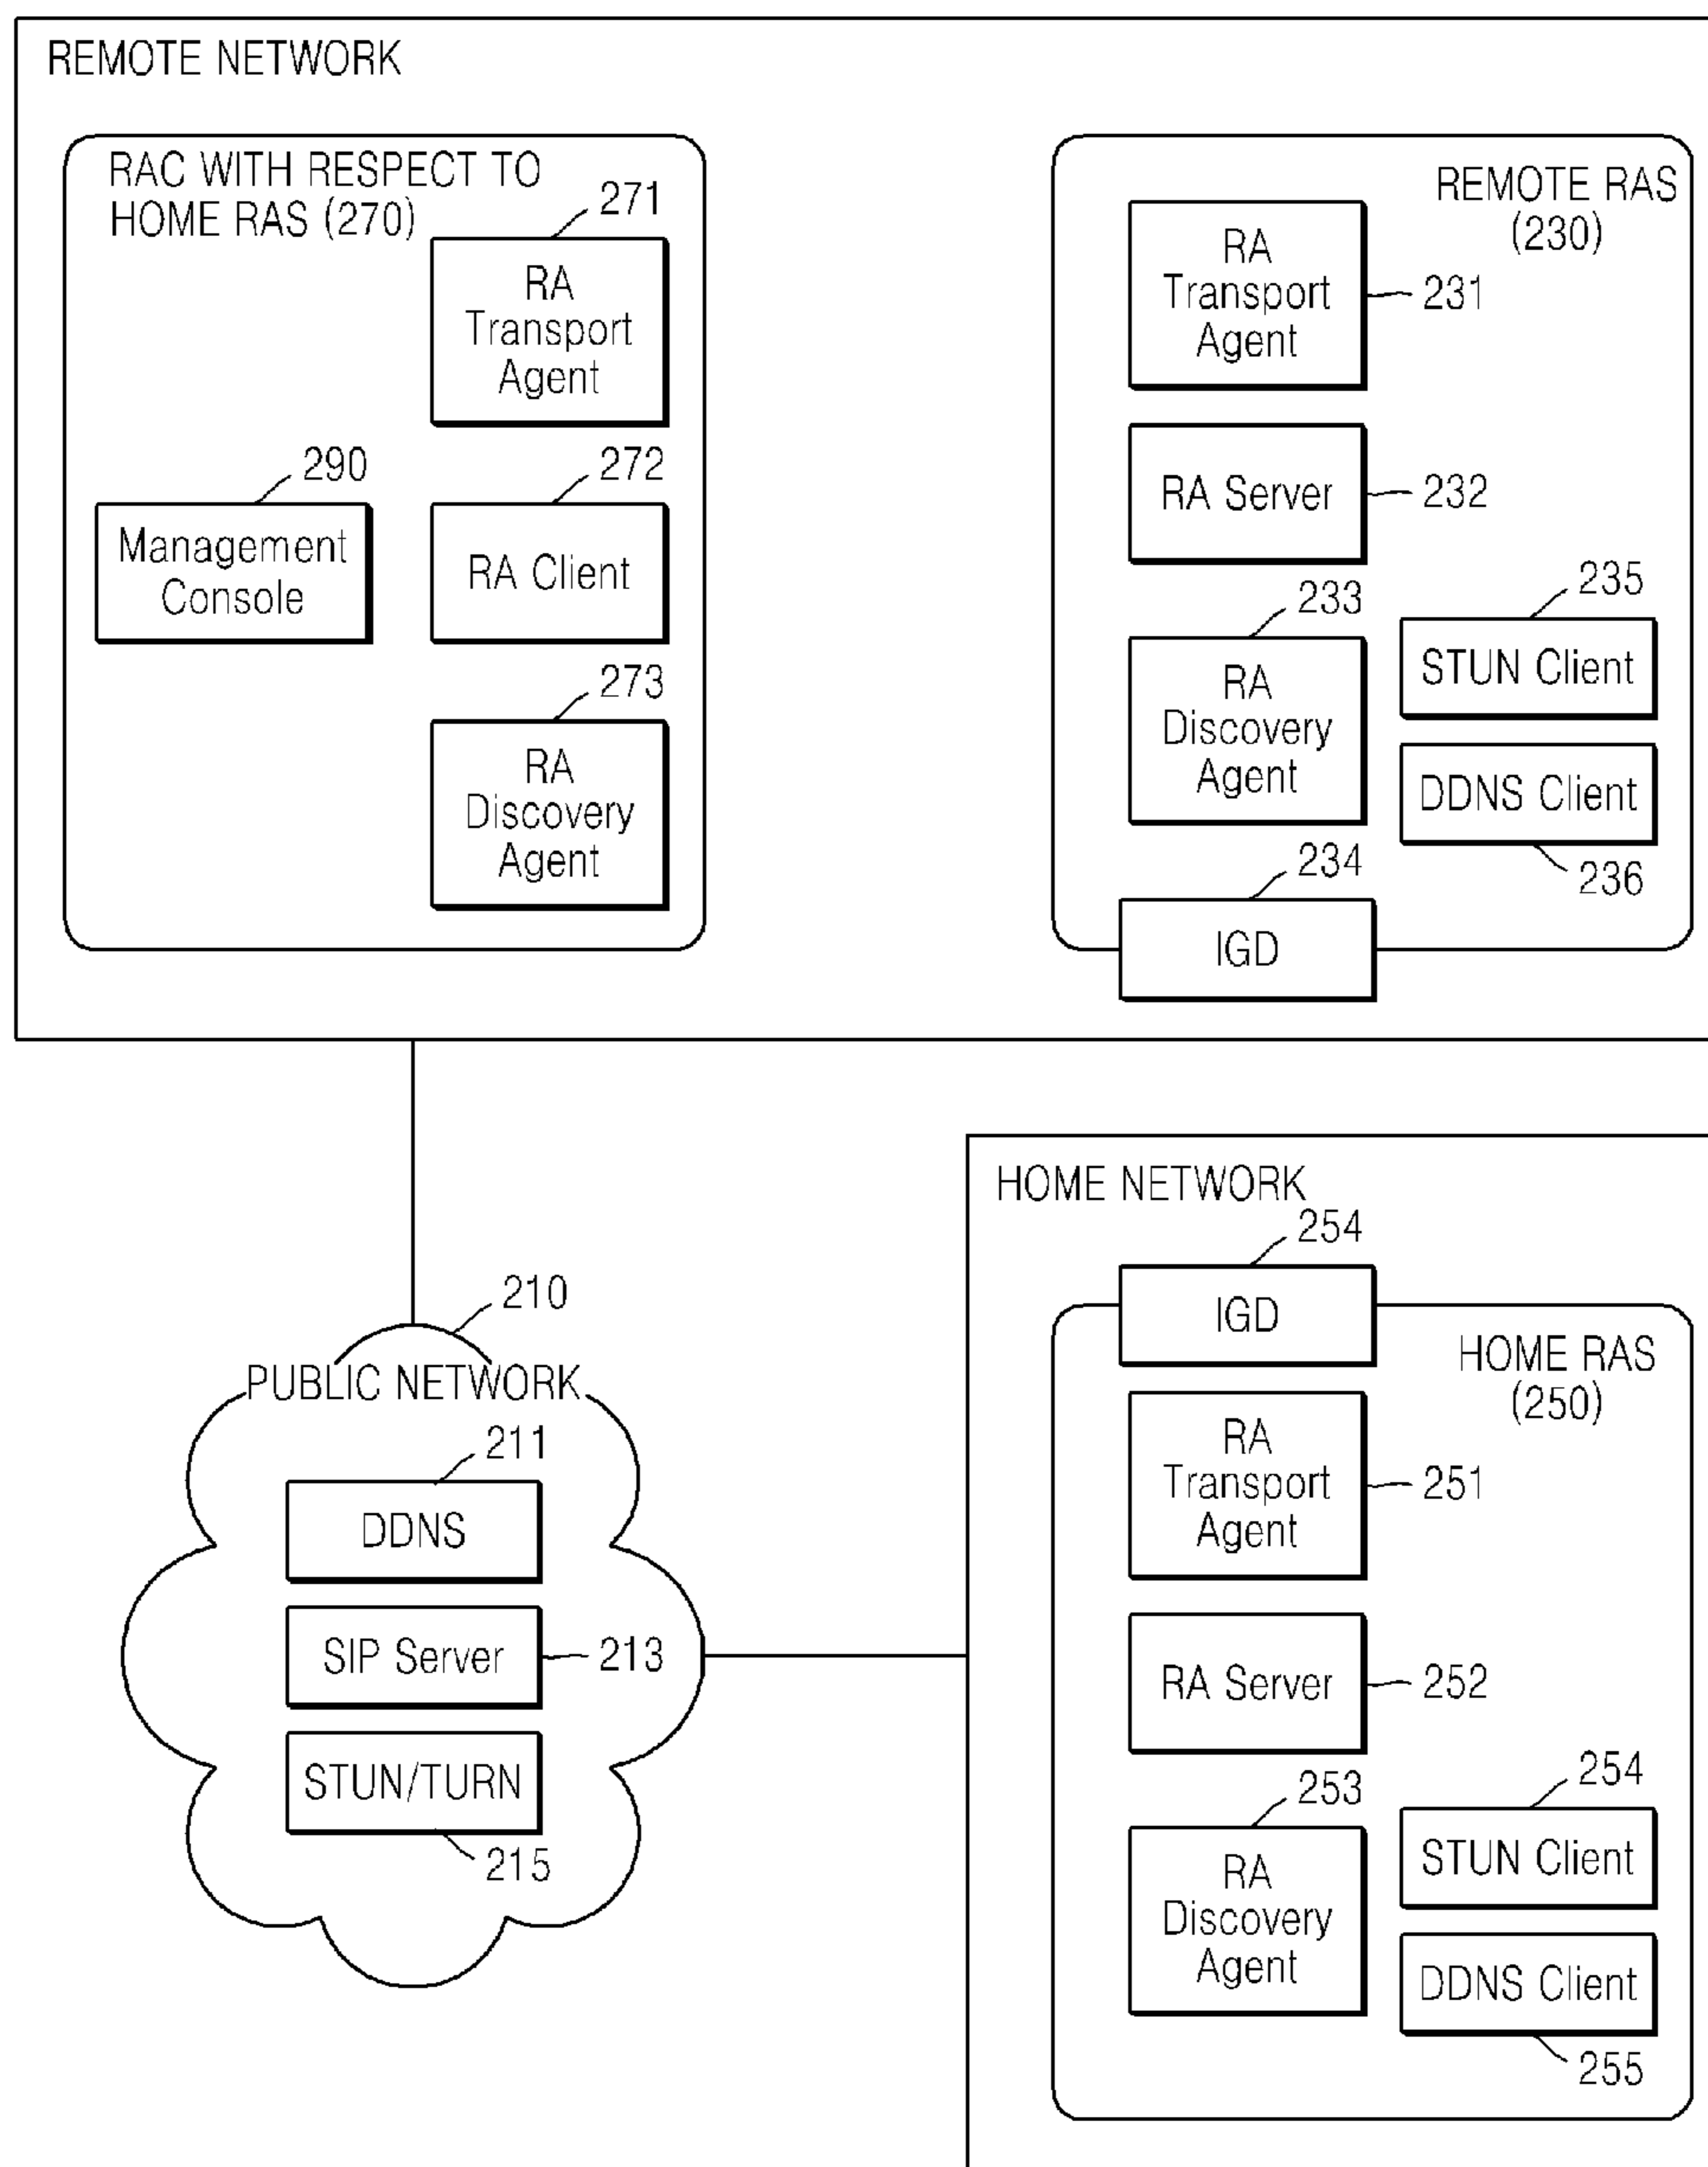 REMOTE NETWORK
RAC WITH RESPECT TO
HOME RAS (270)
271
RA
Transport
Agent
290
Management
Console
272
RA Client
273
RA
Discovery
Agent
REMOTE RAS
(230)
RA
Transport
Agent
231
RA Server
232
233
RA
Discovery
Agent
235
STUN Client
DDNS Client
236
234
IGD
210
PUBLIC NETWORK
211
DDNS
SIP Server
213
STUN/TURN
215
HOME NETWORK
254
IGD
HOME RAS
(250)
RA
Transport
Agent
251
RA Server
252
253
RA
Discovery
Agent
254
STUN Client
DDNS Client
255